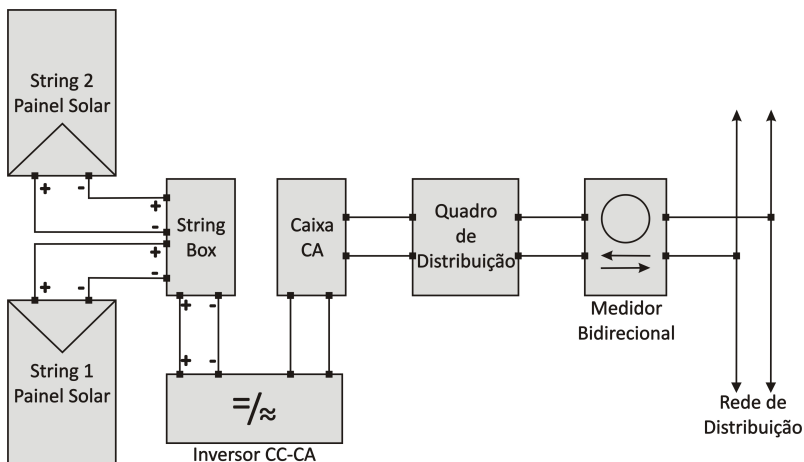 String 2
Painel Solar
+ -
+
-
String
Box
+
-
+ -
String 1
Painel Solar
+ -
+ -
=/≈
Inversor CC-CA
Caixa
CA
Quadro
de
Distribuição
Medidor
Bidirecional
Rede de
Distribuição